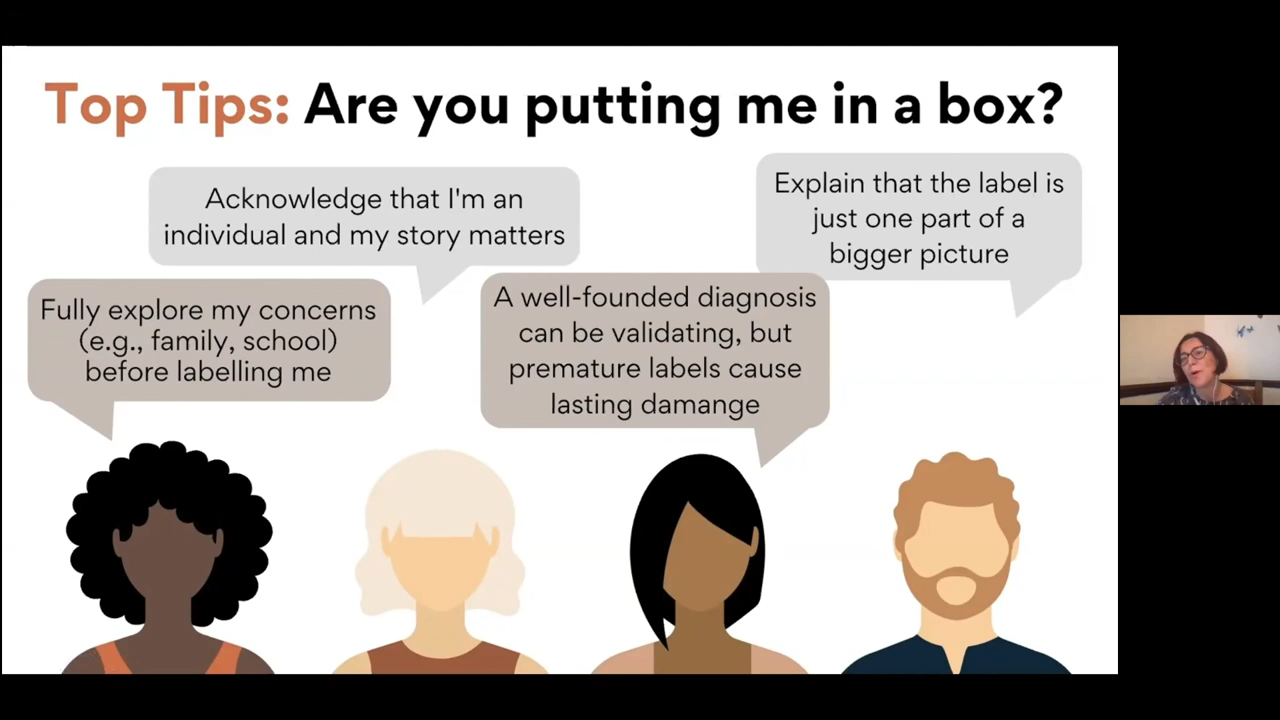 Top Tips: Are you putting me in a box?
Acknowledge that I'm an
individual and my story matters
Explain that the label is
just one part of a
bigger picture
Fully explore my concerns
(e.g., family, school)
before labelling me
A well-founded diagnosis
can be validating, but
premature labels cause
lasting damange